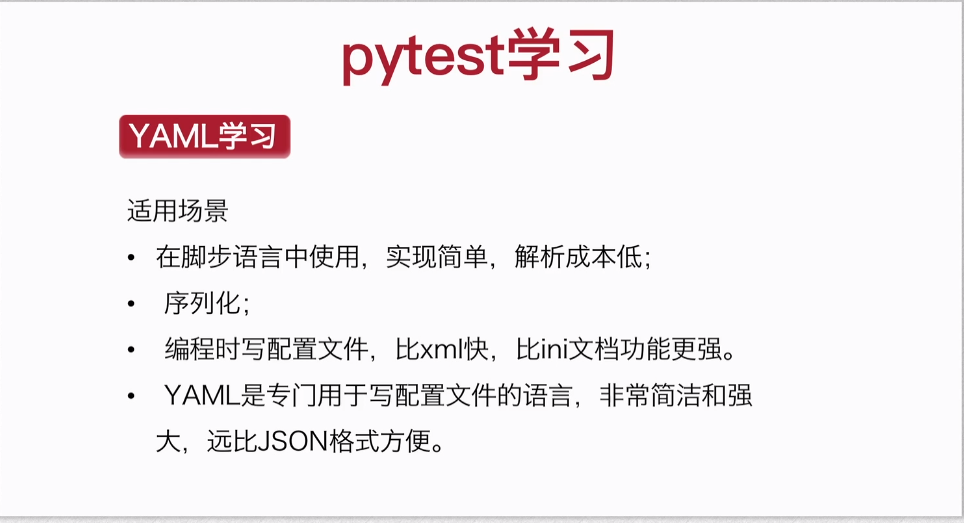 pytest学习
YAML学习
适用场景
• 在脚步语言中使用，实现简单，解析成本低；
• 序列化；
• 编程时写配置文件，比xml快，比ini文档功能更强。
• YAML是专门用于写配置文件的语言，非常简洁和强
大，远比JSON格式方便。